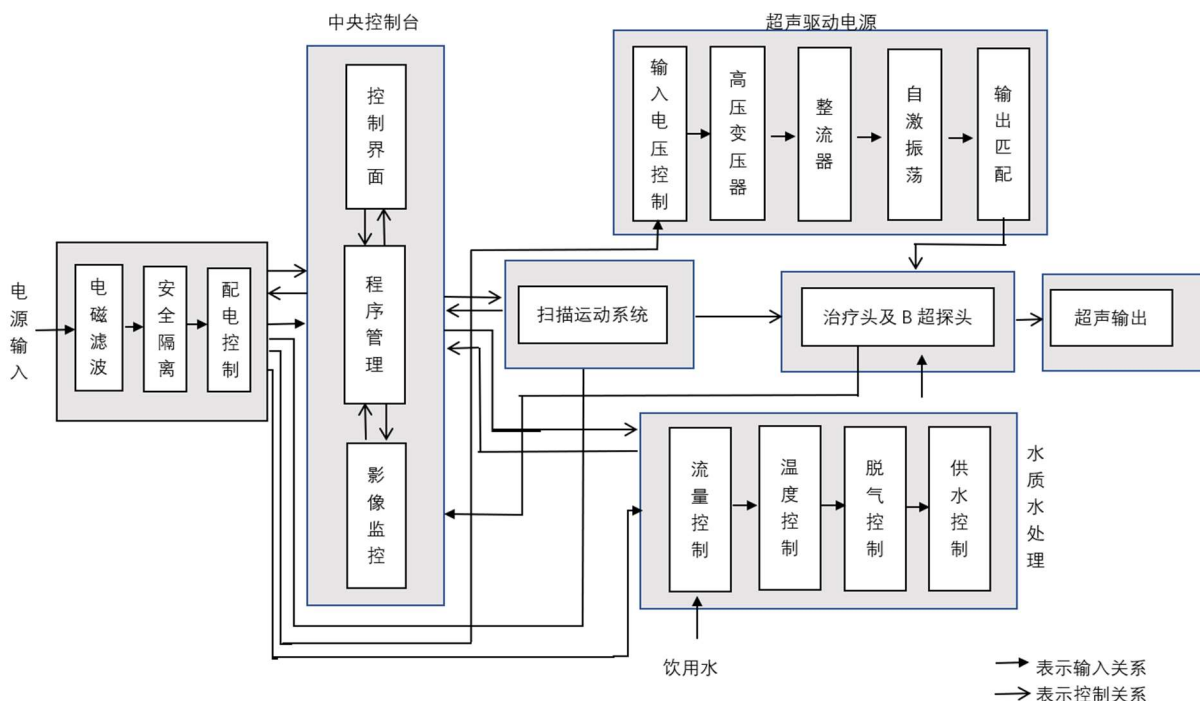 中央控制台
超声驱动电源
控制界面
程序管理
影像监控
输入电压控制
高压变压器
整流器
自激振荡
输出匹配
电源输入
电磁滤波
安全隔离
配电控制
扫描运动系统
治疗头及 B 超探头
超声输出
流量控制
温度控制
脱气控制
供水控制
水质水处理
饮用水
表示输入关系
表示控制关系